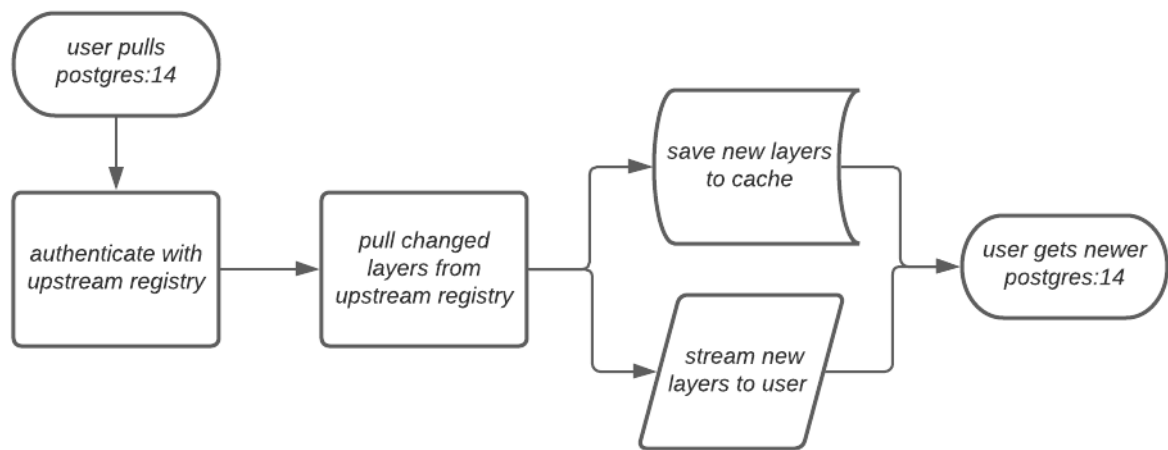 user pulls
postgres:14
authenticate with
upstream registry
pull changed
layers from
upstream registry
save new layers
to cache
stream new
layers to user
user gets newer
postgres:14